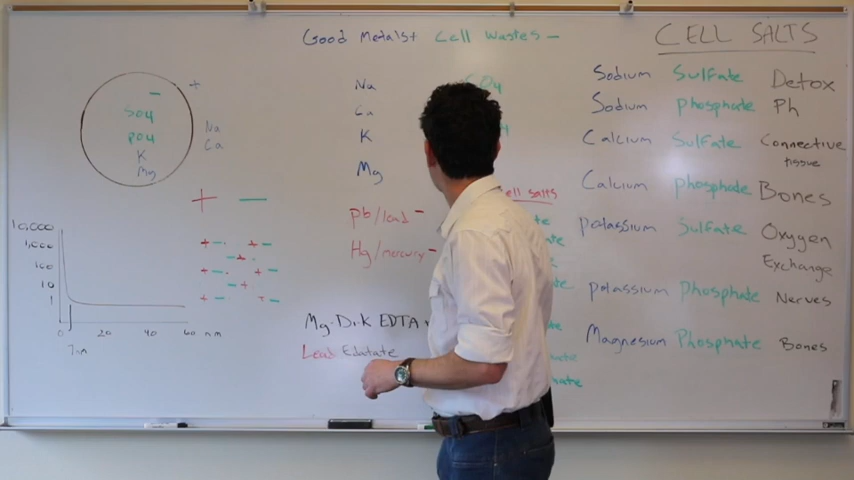 Good Metals+ Cell Wastes -
CELL SALTS
Sodium Sulfate Detox
Sodium phosphate Ph
Calcium Sulfate Connective
tissue
Calcium phosphate Bones
potassium Sulfate Oxygen
Exchange
potassium Phosphate Nerves
Magnesium Phosphate Bones
Na
Ca
K
Mg
pb/lead -
Hg/mercury -
Mg-Di-K EDTA
Lead Edatate
- +
SO4
PO4
K
Mg
Na
Ca
+ -
10,000
1,000
100
10
1
0 20 40 60 nm
7nm